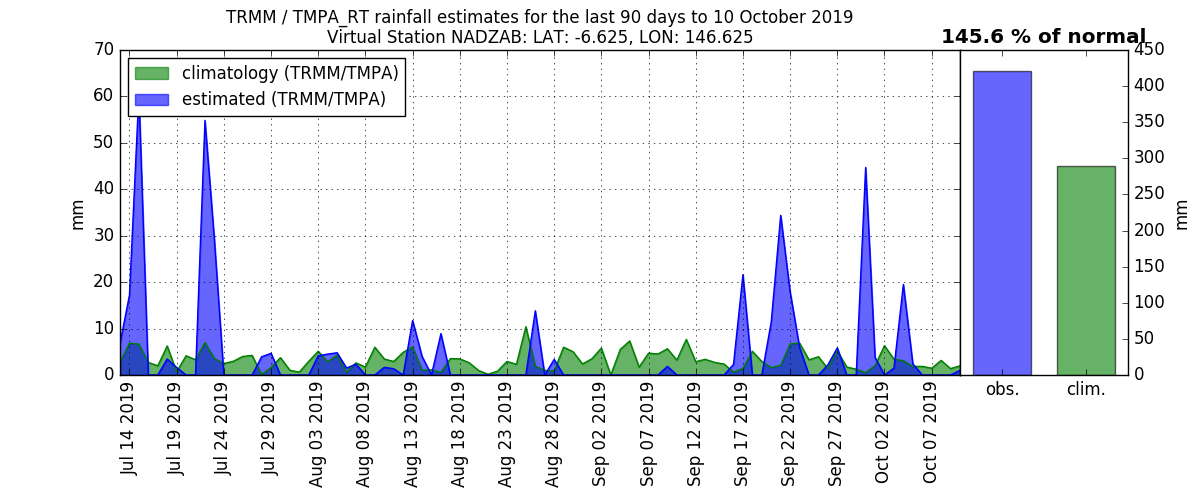 TRMM / TMPA_RT rainfall estimates for the last 90 days to 10 October 2019
Virtual Station NADZAB: LAT: -6.625, LON: 146.625
145.6 % of normal
climatology (TRMM/TMPA)
estimated (TRMM/TMPA)
70
60
50
40
30
20
10
0
mm
Jul 14 2019
Jul 19 2019
Jul 24 2019
Jul 29 2019
Aug 03 2019
Aug 08 2019
Aug 13 2019
Aug 18 2019
Aug 23 2019
Aug 28 2019
Sep 02 2019
Sep 07 2019
Sep 12 2019
Sep 17 2019
Sep 22 2019
Sep 27 2019
Oct 02 2019
Oct 07 2019
450
400
350
300
250
200
150
100
50
0
mm
obs.
clim.